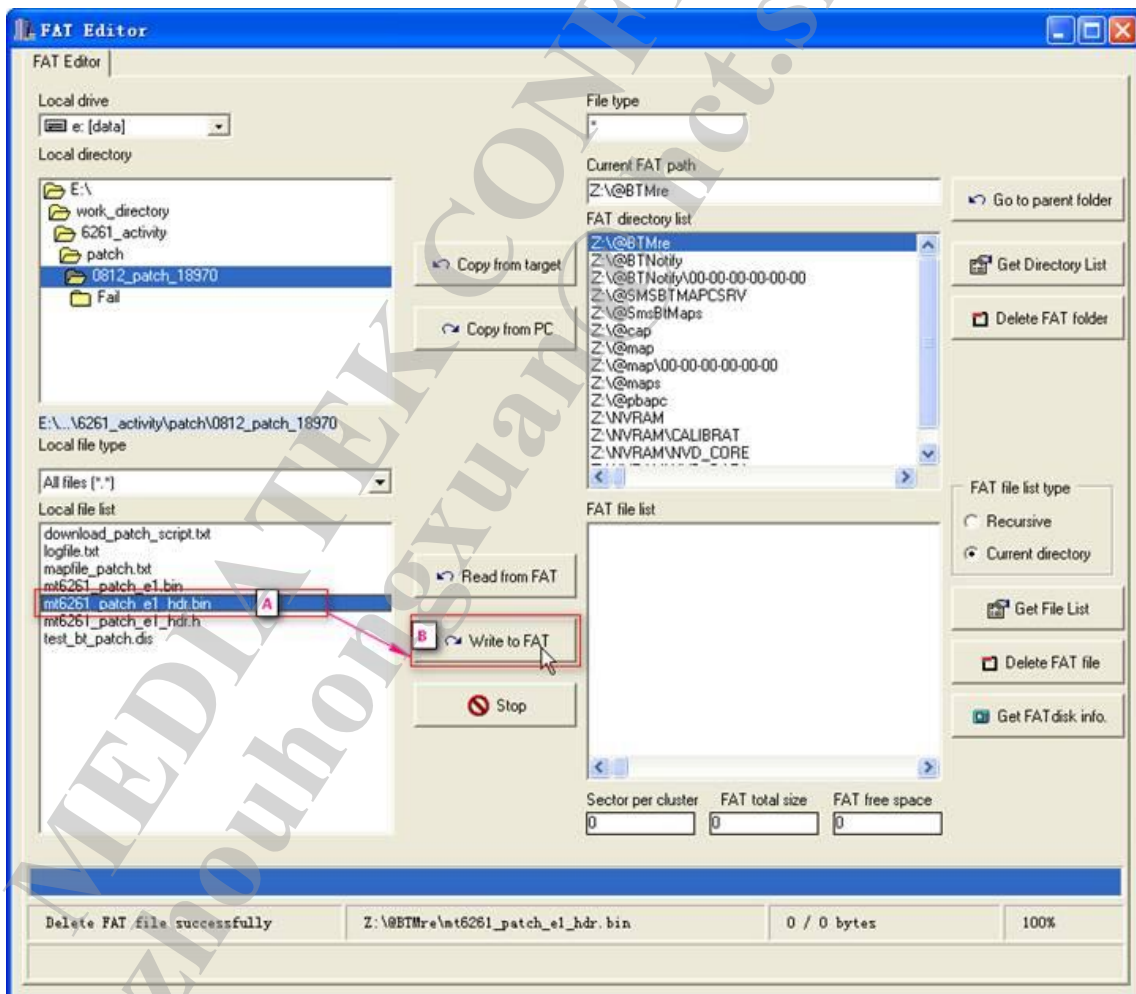 FAT Editor
FAT Editor
Local drive
e: [data]
Local directory
E:\
work_directory
6261_activity
patch
0812_patch_18970
Fail
E:\...\6261_activity\patch\0812_patch_18970
Local file type
All files (*.*)
Local file list
download_patch_script.txt
logfile.txt
mapfile_patch.txt
mt6261_patch_e1.bin
mt6261_patch_e1_hdr.bin
A
mt6261_patch_e1_hdr.h
test_bt_patch.dis
Copy from target
Copy from PC
Read from FAT
B
Write to FAT
Stop
File type
*
Current FAT path
Z:\@BTMre
FAT directory list
Z:\@BTMre
Z:\@BTNotify
Z:\@BTNotify\00-00-00-00-00-00
Z:\@SMSBTMAPCSRV
Z:\@SmsBtMaps
Z:\@cap
Z:\@map
Z:\@map\00-00-00-00-00-00
Z:\@maps
Z:\@pbapc
Z:\NVRAM
Z:\NVRAM\CALIBRAT
Z:\NVRAM\NVD_CORE
FAT file list
Sector per cluster
FAT total size
FAT free space
0
0
0
Go to parent folder
Get Directory List
Delete FAT folder
FAT file list type
Recursive
Current directory
Get File List
Delete FAT file
Get FAT disk info.
Delete FAT file successfully
Z:\@BTMre\mt6261_patch_e1_hdr.bin
0 / 0 bytes
100%
MEDIATEK CON
zhouhongxuan@hct.s